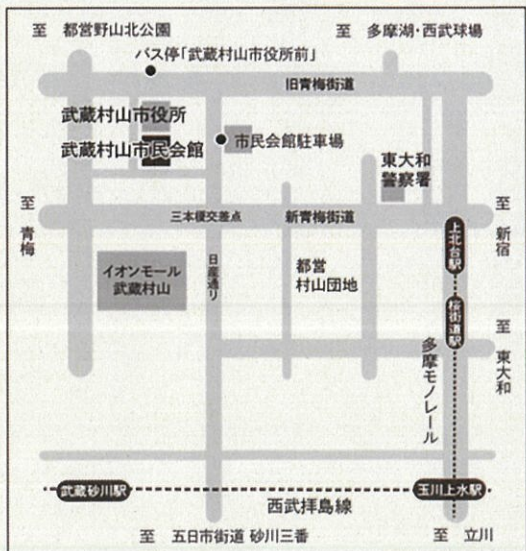 至 都営野山北公園
至 多摩湖・西武球場
バス停「武蔵村山市役所前」
旧青梅街道
武蔵村山市役所
武蔵村山市民会館
市民会館駐車場
東大和
警察署
至 青梅
三本榎交差点
新青梅街道
至 新宿
上北台駅
イオンモール
武蔵村山
日産通り
都営
村山団地
桜街道駅
至 東大和
多摩モノレール
武蔵砂川駅
玉川上水駅
西武拝島線
至 五日市街道 砂川三番
至 立川